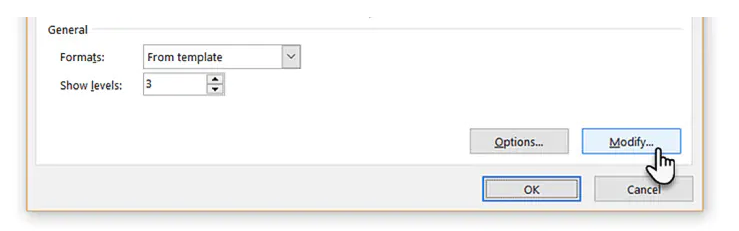 General
Formats: From template
Show levels: 3
Options... Modify...
OK Cancel